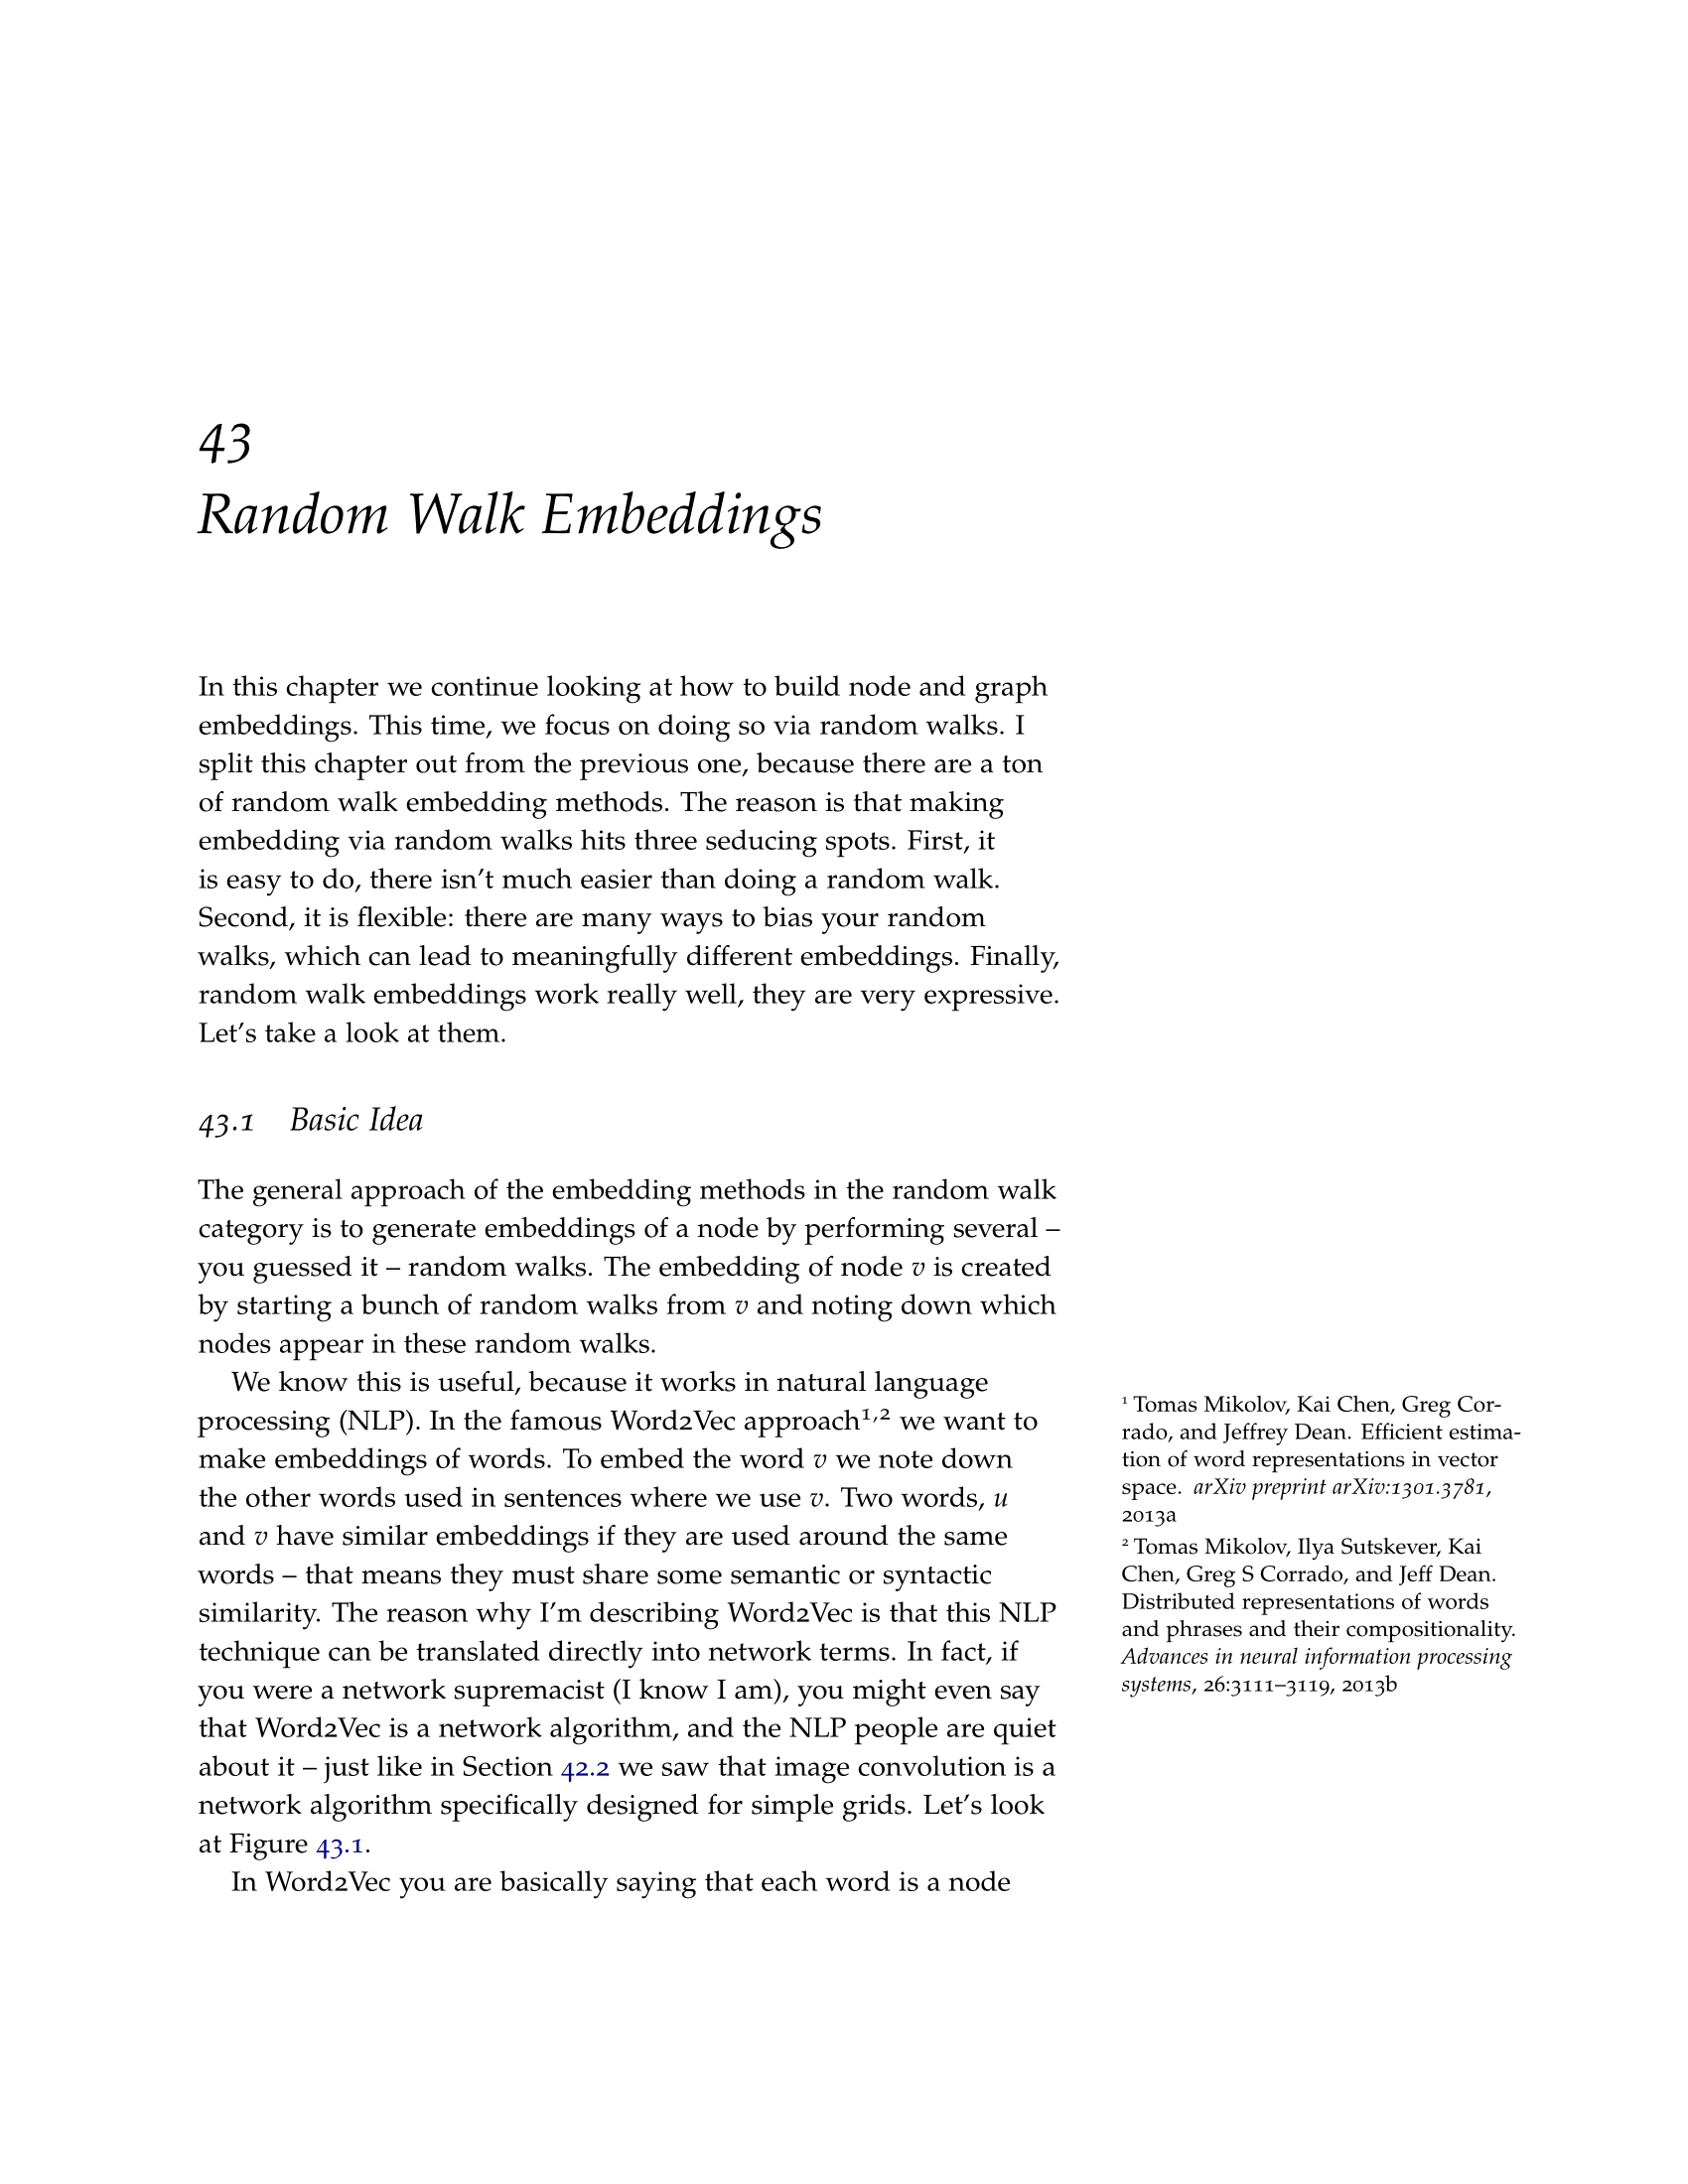 43
Random Walk Embeddings
In this chapter we continue looking at how to build node and graph
embeddings. This time, we focus on doing so via random walks. I
split this chapter out from the previous one, because there are a ton
of random walk embedding methods. The reason is that making
embedding via random walks hits three seducing spots. First, it
is easy to do, there isn't much easier than doing a random walk.
Second, it is flexible: there are many ways to bias your random
walks, which can lead to meaningfully different embeddings. Finally,
random walk embeddings work really well, they are very expressive.
Let's take a look at them.
43.1 Basic Idea
The general approach of the embedding methods in the random walk
category is to generate embeddings of a node by performing several –
you guessed it – random walks. The embedding of node v is created
by starting a bunch of random walks from v and noting down which
nodes appear in these random walks.
We know this is useful, because it works in natural language
processing (NLP). In the famous Word2Vec approach1,2 we want to
make embeddings of words. To embed the word v we note down
the other words used in sentences where we use v. Two words, u
and v have similar embeddings if they are used around the same
words – that means they must share some semantic or syntactic
similarity. The reason why I'm describing Word2Vec is that this NLP
technique can be translated directly into network terms. In fact, if
you were a network supremacist (I know I am), you might even say
that Word2Vec is a network algorithm, and the NLP people are quiet
about it – just like in Section 42.2 we saw that image convolution is a
network algorithm specifically designed for simple grids. Let's look
at Figure 43.1.
In Word2Vec you are basically saying that each word is a node
1 Tomas Mikolov, Kai Chen, Greg Cor-
rado, and Jeffrey Dean. Efficient estima-
tion of word representations in vector
space. arXiv preprint arXiv:1301.3781,
2013a
2 Tomas Mikolov, Ilya Sutskever, Kai
Chen, Greg S Corrado, and Jeff Dean.
Distributed representations of words
and phrases and their compositionality.
Advances in neural information processing
systems, 26:3111–3119, 2013b